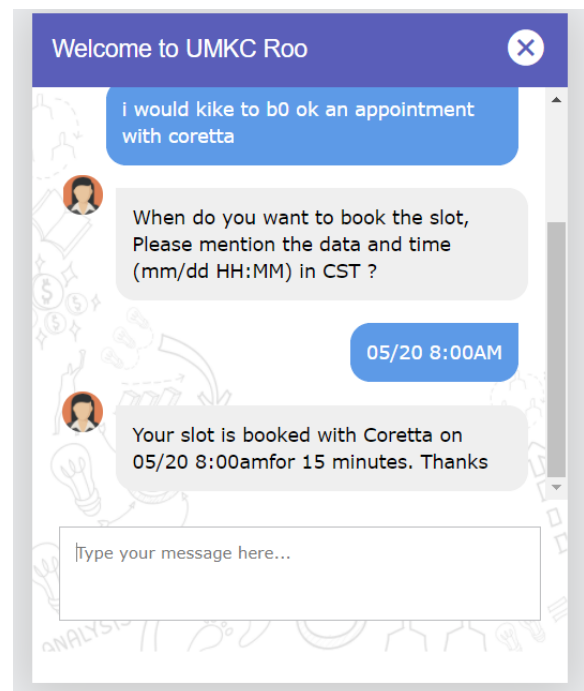 Welcome to UMKC Roo
i would kike to b0 ok an appointment
with coretta
When do you want to book the slot,
Please mention the data and time
(mm/dd HH:MM) in CST ?
05/20 8:00AM
Your slot is booked with Coretta on
05/20 8:00amfor 15 minutes. Thanks
Type your message here...
ANALYSIS